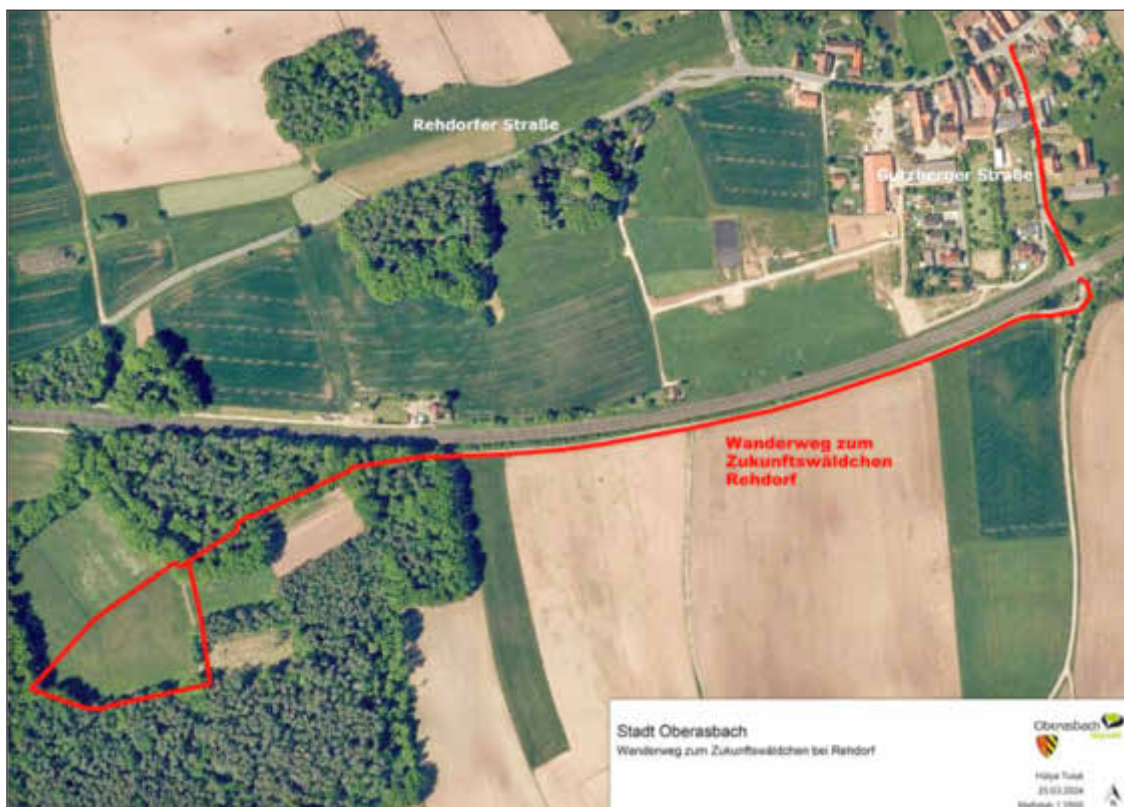 Rehdorfer Straße
Gutzberger Straße
Wanderweg zum
Zukunftswäldchen
Rehdorf
Stadt Oberasbach
Wanderweg zum Zukunftswäldchen bei Rehdorf
Oberasbach
25.03.2024
N